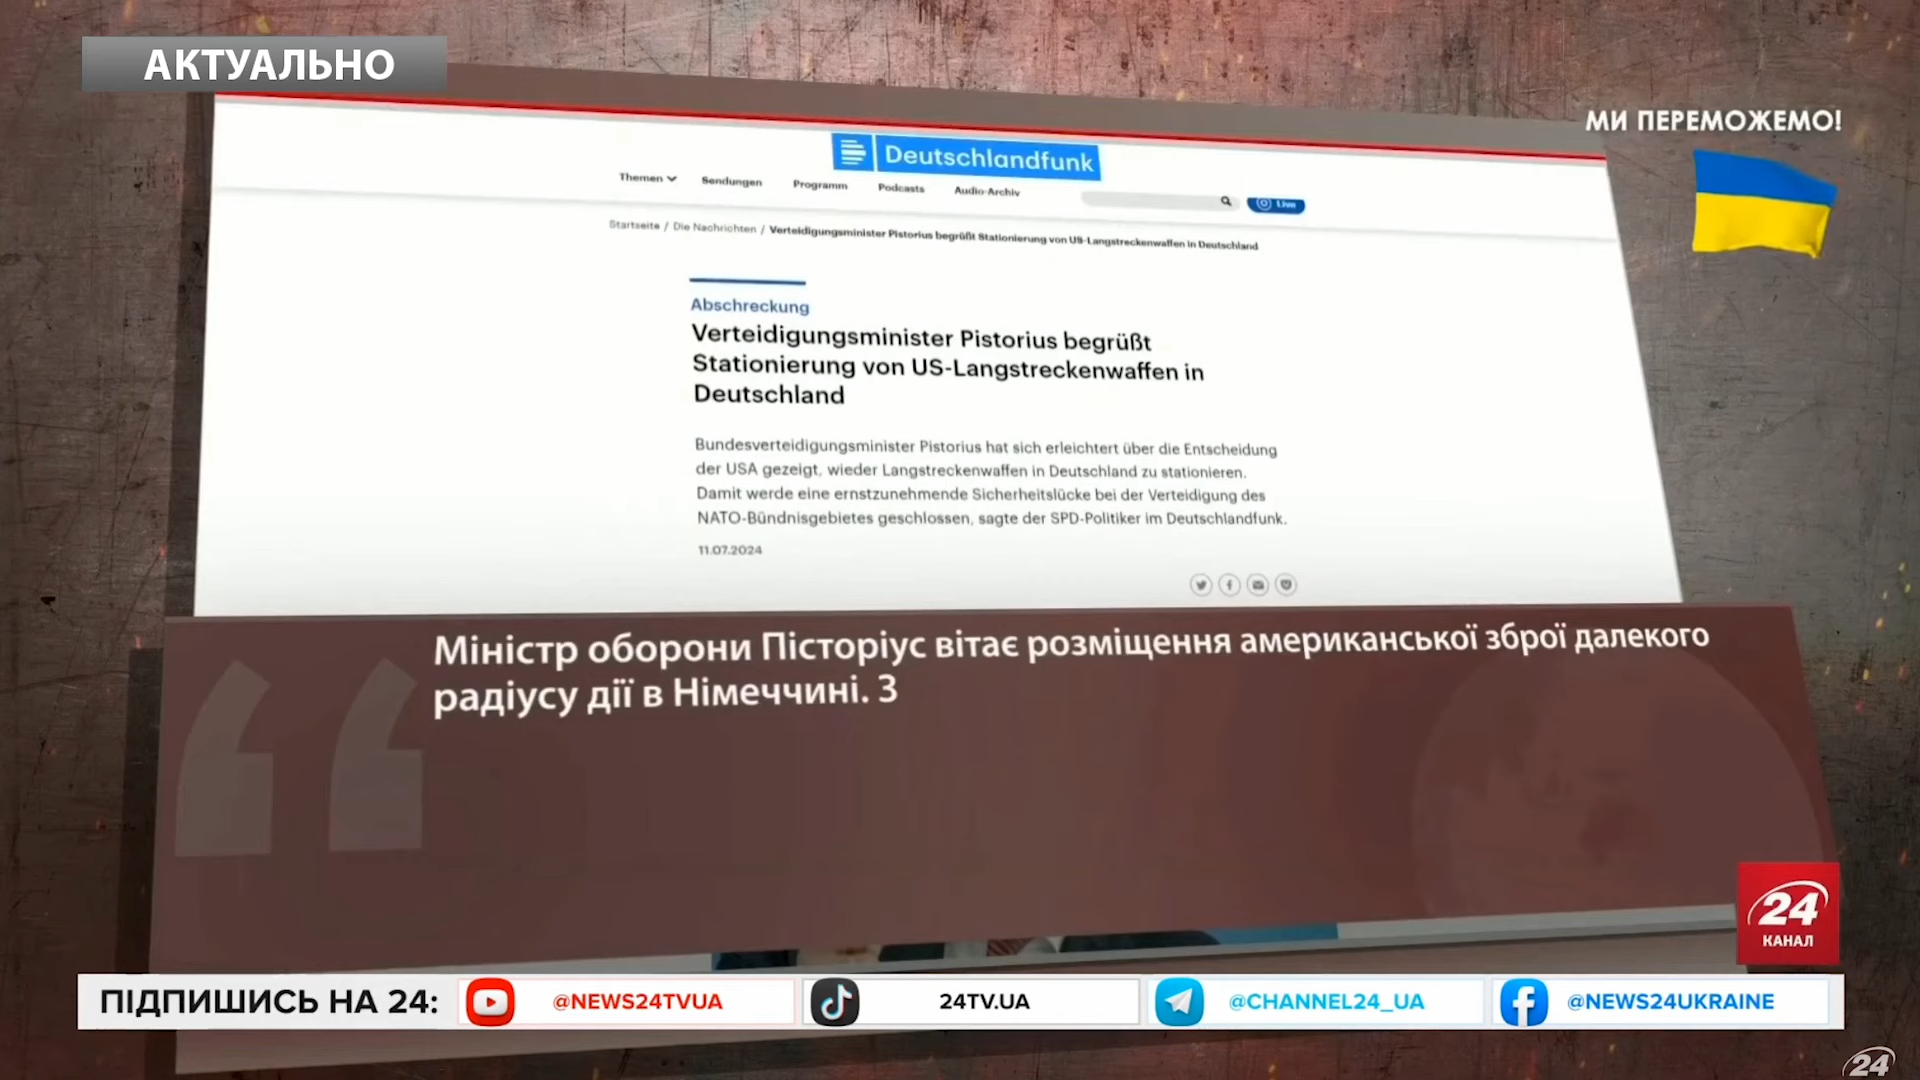 АКТУАЛЬНО
МИ ПЕРЕМОЖЕМО!
Deutschlandfunk
Themen Sendungen Programm Podcasts Audio-Archiv
Live
Startseite / Die Nachrichten / Verteidigungsminister Pistorius begrüßt Stationierung von US-Langstreckenwaffen in Deutschland
Abschreckung
Verteidigungsminister Pistorius begrüßt
Stationierung von US-Langstreckenwaffen in
Deutschland
Bundesverteidigungsminister Pistorius hat sich erleichtert über die Entscheidung
der USA gezeigt, wieder Langstreckenwaffen in Deutschland zu stationieren.
Damit werde eine ernstzunehmende Sicherheitslücke bei der Verteidigung des
NATO-Bündnisgebietes geschlossen, sagte der SPD-Politiker im Deutschlandfunk.
11.07.2024
Міністр оборони Пісторіус вітає розміщення американської зброї далекого
радіусу дії в Німеччині. З
24
КАНАЛ
ПІДПИШИСЬ НА 24: @NEWS24TVUA 24TV.UA @CHANNEL24_UA @NEWS24UKRAINE
24